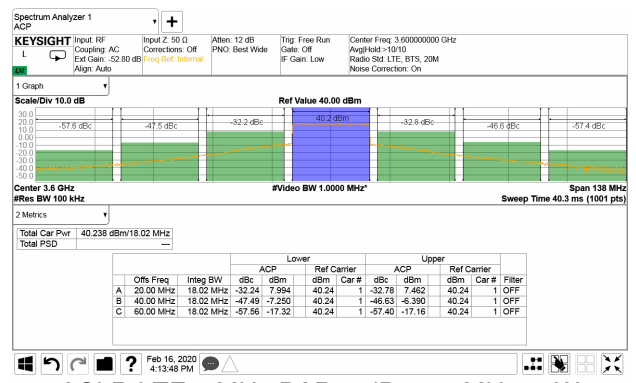 Spectrum Analyzer 1
ACP
KEYSIGHT Input: RF Input Z: 50 Ω Atten: 12 dB Trig: Free Run Center Freq: 3.600000000 GHz
L Coupling: AC Corrections: Off PNO: Best Wide Gate: Off Avg|Hold:>10/10
Ext Gain: -52.80 dB Freq Ref: Internal IF Gain: Low Radio Std: LTE, BTS, 20M
Align: Auto Noise Correction: On
1 Graph
Scale/Div 10.0 dB Ref Value 40.00 dBm
30.0
20.0
10.0
0.00
-10.0
-20.0
-30.0
-40.0
-50.0
-57.6 dBc -47.5 dBc -32.2 dBc 40.2 dBm -32.8 dBc -46.6 dBc -57.4 dBc
Center 3.6 GHz #Video BW 1.0000 MHz* Span 138 MHz
#Res BW 100 kHz Sweep Time 40.3 ms (1001 pts)
2 Metrics
Total Car Pwr 40.238 dBm/18.02 MHz
Total PSD ---
Lower Upper
ACP Ref Carrier ACP Ref Carrier
Offs Freq Integ BW dBc dBm dBm Car # dBc dBm dBm Car # Filter
A 20.00 MHz 18.02 MHz -32.24 7.994 40.24 1 -32.78 7.462 40.24 1 OFF
B 40.00 MHz 18.02 MHz -47.49 -7.250 40.24 1 -46.63 -6.390 40.24 1 OFF
C 60.00 MHz 18.02 MHz -57.56 -17.32 40.24 1 -57.40 -17.16 40.24 1 OFF
? Feb 16, 2020
4:13:48 PM